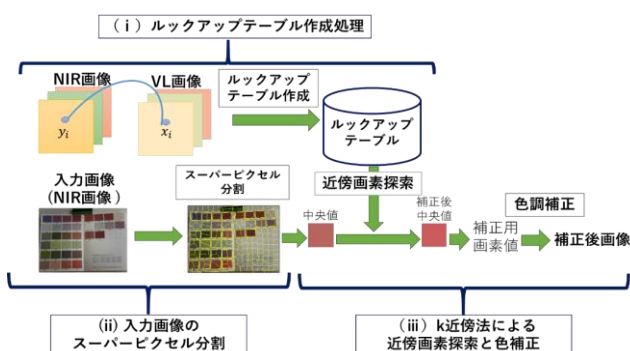 （ⅰ）ルックアップテーブル作成処理
NIR画像
VL画像
ルックアップ
テーブル作成
yi
xi
ルックアップ
テーブル
入力画像
(NIR画像)
スーパーピクセル
分割
近傍画素探索
中央値
補正後
中央値
補正用
画素値
色調補正
補正後画像
(ii) 入力画像の
スーパーピクセル分割
（ⅲ）k近傍法による
近傍画素探索と色補正